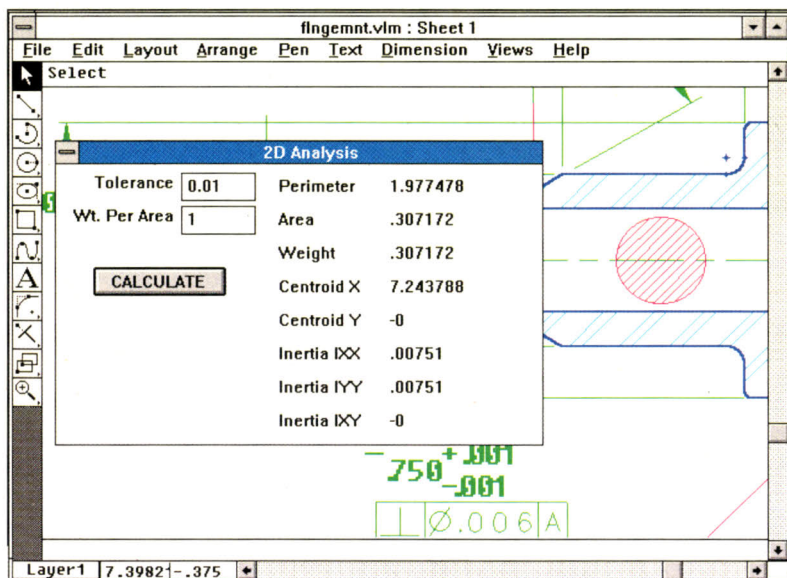 flngemnt.vlm : Sheet 1
File Edit Layout Arrange Pen Text Dimension Views Help
Select
2D Analysis
Tolerance 0.01
Wt. Per Area 1
CALCULATE
Perimeter 1.977478
Area .307172
Weight .307172
Centroid X 7.243788
Centroid Y -0
Inertia IXX .00751
Inertia IYY .00751
Inertia IXY -0
A
.750 +.001
-.001
⊥ Ø.006 A
Layer1 7.3982 -.375